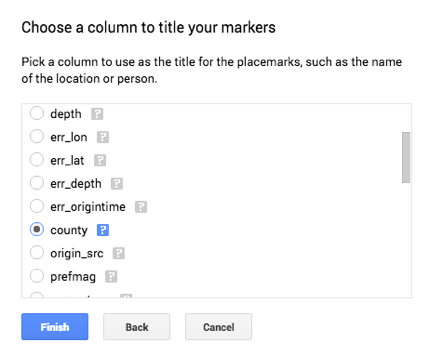 Choose a column to title your markers
Pick a column to use as the title for the placemarks, such as the name
of the location or person.
depth ?
err_lon ?
err_lat ?
err_depth ?
err_origintime ?
county ?
origin_src ?
prefmag ?
Finish Back Cancel